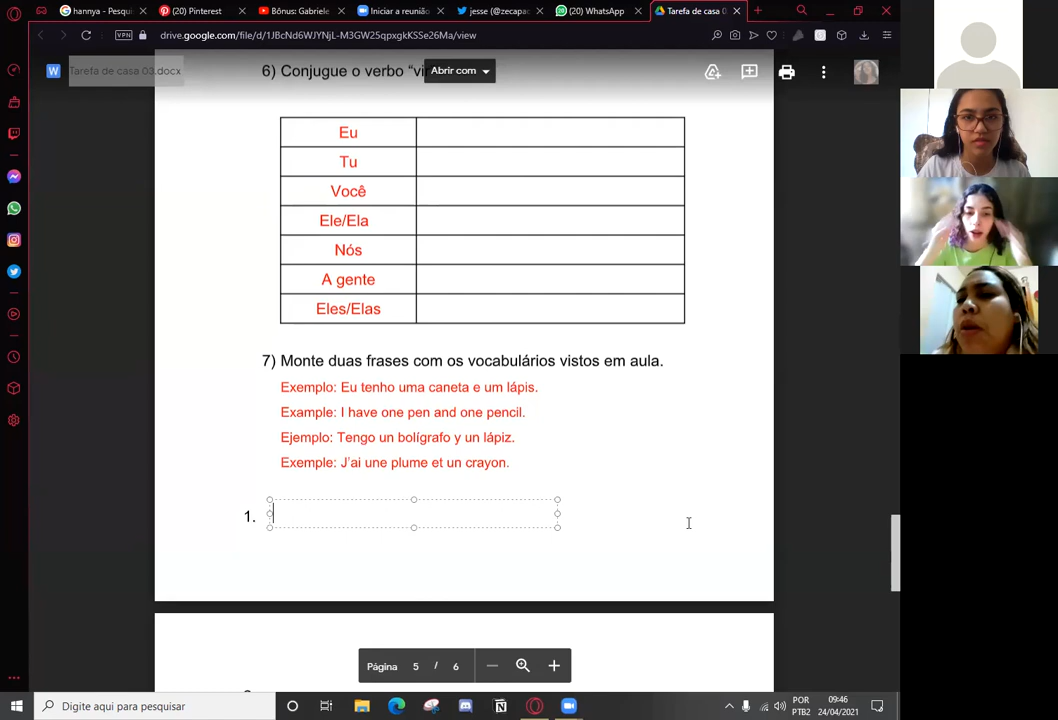 hannya - Pesqui
(20) Pinterest
Bônus: Gabriele
Iniciar a reunião
jesse (@zecapac
(20) WhatsApp
Tarefa de casa 0
VPN
drive.google.com/file/d/1JBcNd6WJYNjL-M3GW25qpxgkKSSe26Ma/view
W Tarefa de casa 03.docx
6) Conjugue o verbo “vir
Abrir com
Eu
Tu
Você
Ele/Ela
Nós
A gente
Eles/Elas
7) Monte duas frases com os vocabulários vistos em aula.
Exemplo: Eu tenho uma caneta e um lápis.
Example: I have one pen and one pencil.
Ejemplo: Tengo un bolígrafo y un lápiz.
Exemple: J’ai une plume et un crayon.
1.
Página 5 / 6
Digite aqui para pesquisar
POR
PTB2
09:46
24/04/2021